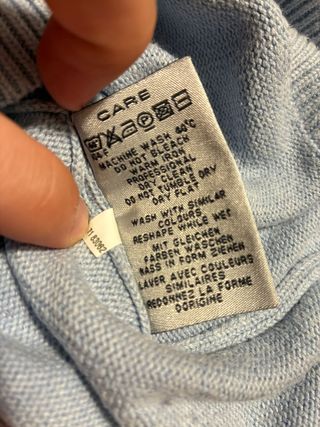 CARE
MACHINE WASH 40°C
DO NOT BLEACH
WARM IRON
PROFESSIONAL
DRY CLEAN
DO NOT TUMBLE DRY
DRY FLAT
WASH WITH SIMILAR
COLOURS
RESHAPE WHILE WET
MIT GLEICHEN
FARBEN WASCHEN
NASS IN FORM ZIEHEN
LAVER AVEC COULEURS
SIMILAIRES
REDONNEZ LA FORME
DORIGINE